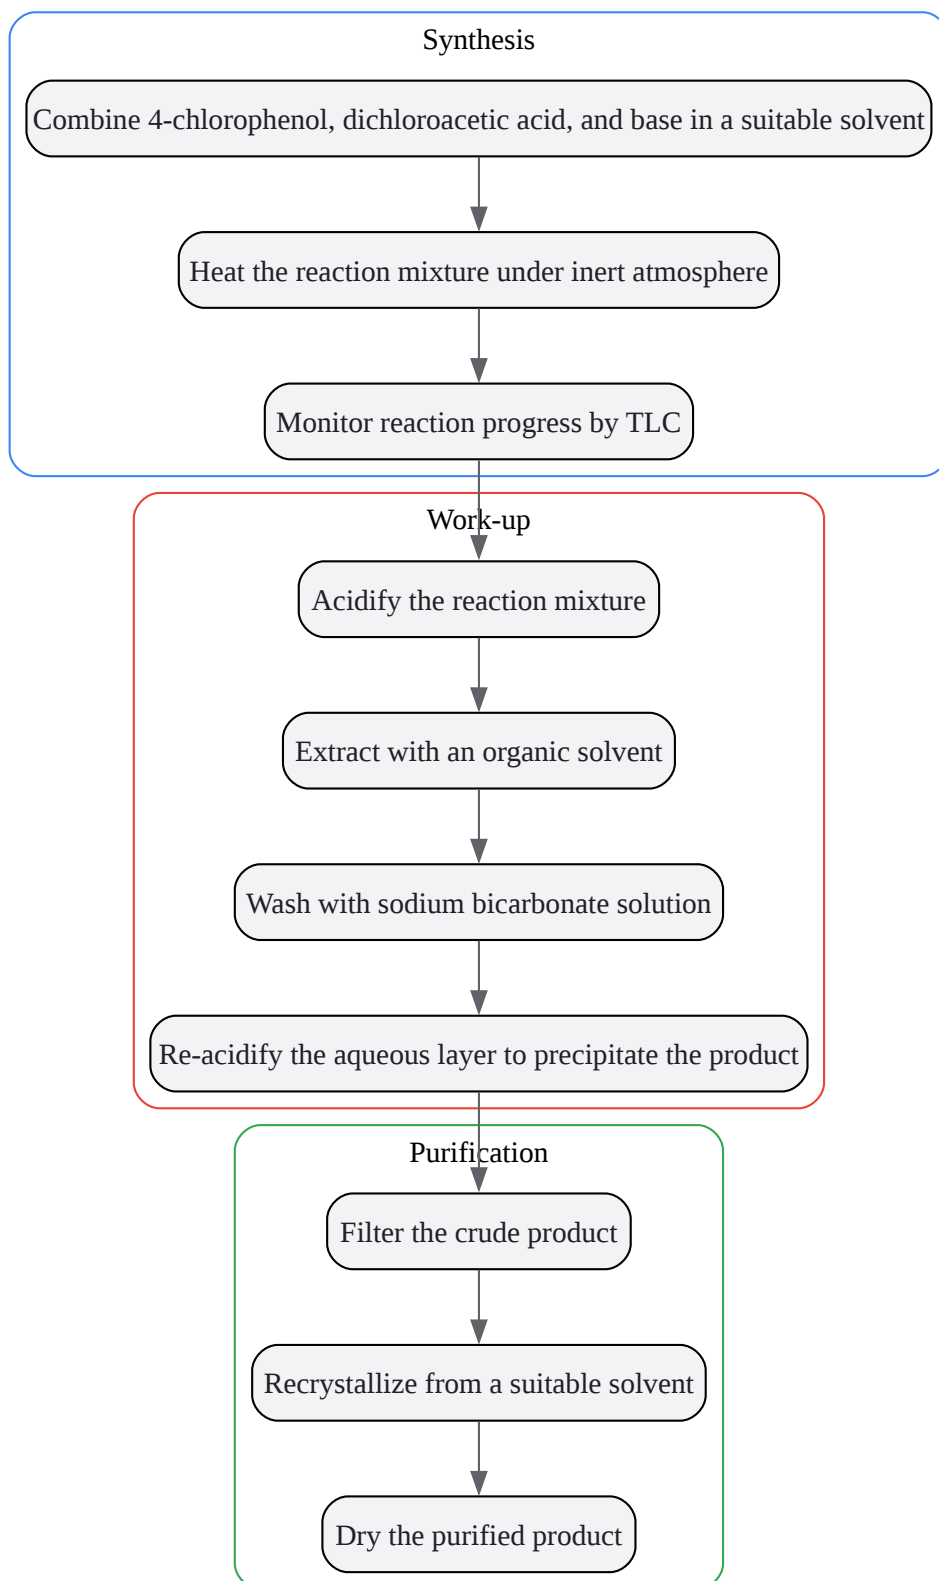 Synthesis
Combine 4-chlorophenol, dichloroacetic acid, and base in a suitable solvent
Heat the reaction mixture under inert atmosphere
Monitor reaction progress by TLC
Work-up
Acidify the reaction mixture
Extract with an organic solvent
Wash with sodium bicarbonate solution
Re-acidify the aqueous layer to precipitate the product
Purification
Filter the crude product
Recrystallize from a suitable solvent
Dry the purified product